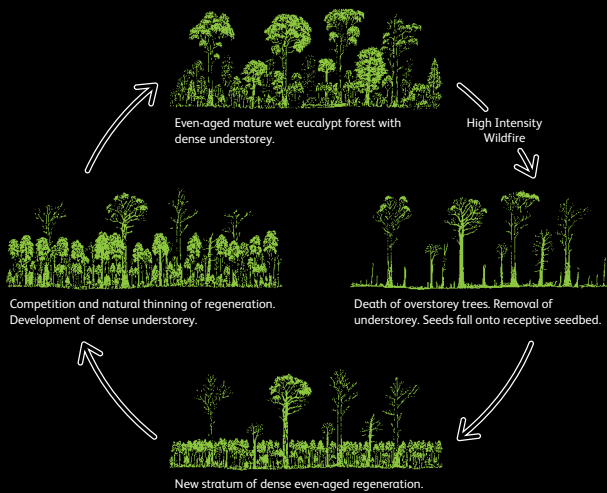 Even-aged mature wet eucalypt forest with
dense understorey.
High Intensity
Wildfire
Competition and natural thinning of regeneration.
Development of dense understorey.
Death of overstorey trees. Removal of
understorey. Seeds fall onto receptive seedbed.
New stratum of dense even-aged regeneration.